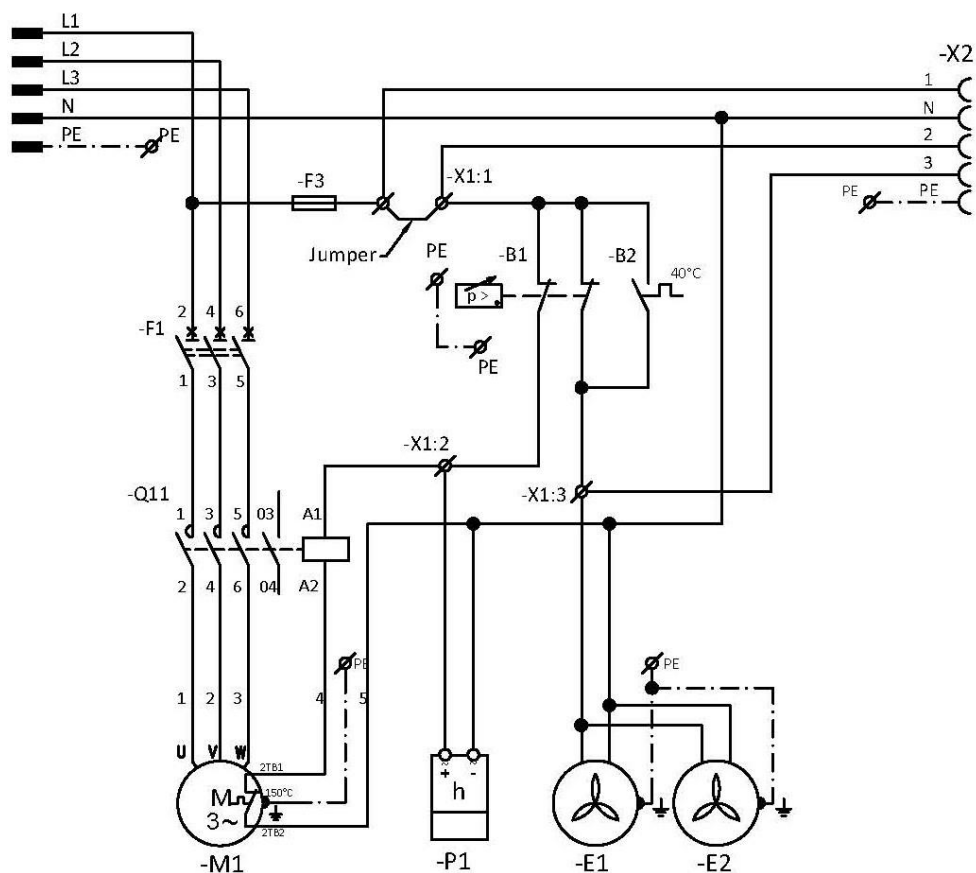 L1
L2
L3
N
PE
PE
-X2
1
N
2
3
PE
PE
-F3
-X1:1
Jumper
PE
-B1
-B2
40°C
p >
PE
2 4 6
-F1
1 3 5
-X1:2
-X1:3
-Q11
1 3 5 03 A1
2 4 6 04 A2
PE
PE
1 2 3 4 5
U V W
2TB1
150°C
M
3~
2TB2
+ -
h
-M1
-P1
-E1
-E2